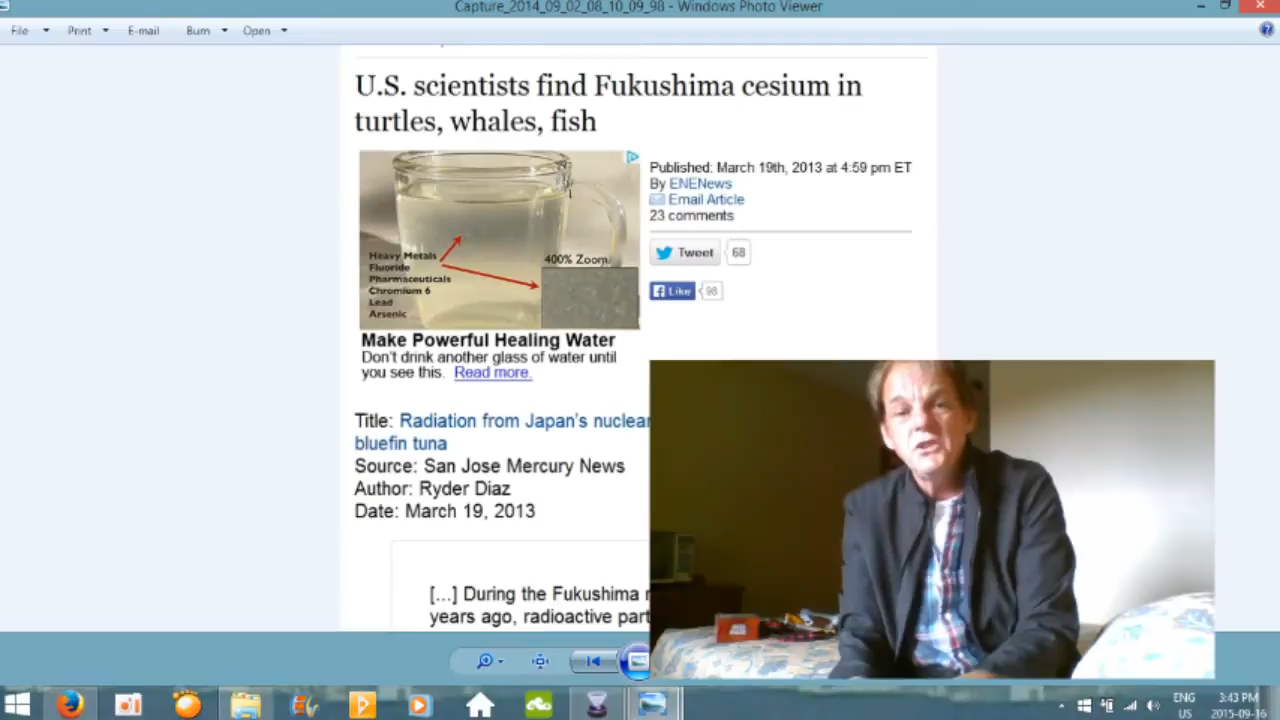 Capture_2014_09_02_08_10_09_98 - Windows Photo Viewer
File Print E-mail Burn Open
U.S. scientists find Fukushima cesium in
turtles, whales, fish
Published: March 19th, 2013 at 4:59 pm ET
By ENENews
Email Article
23 comments
Tweet 68
Like 98
Heavy Metals
Fluoride
Pharmaceuticals
Chromium 6
Lead
Arsenic
400% Zoom
Make Powerful Healing Water
Don't drink another glass of water until
you see this. Read more.
Title: Radiation from Japan's nuclear
bluefin tuna
Source: San Jose Mercury News
Author: Ryder Diaz
Date: March 19, 2013
[...] During the Fukushima
years ago, radioactive part
ENG
US
3:43 PM
2015-09-16